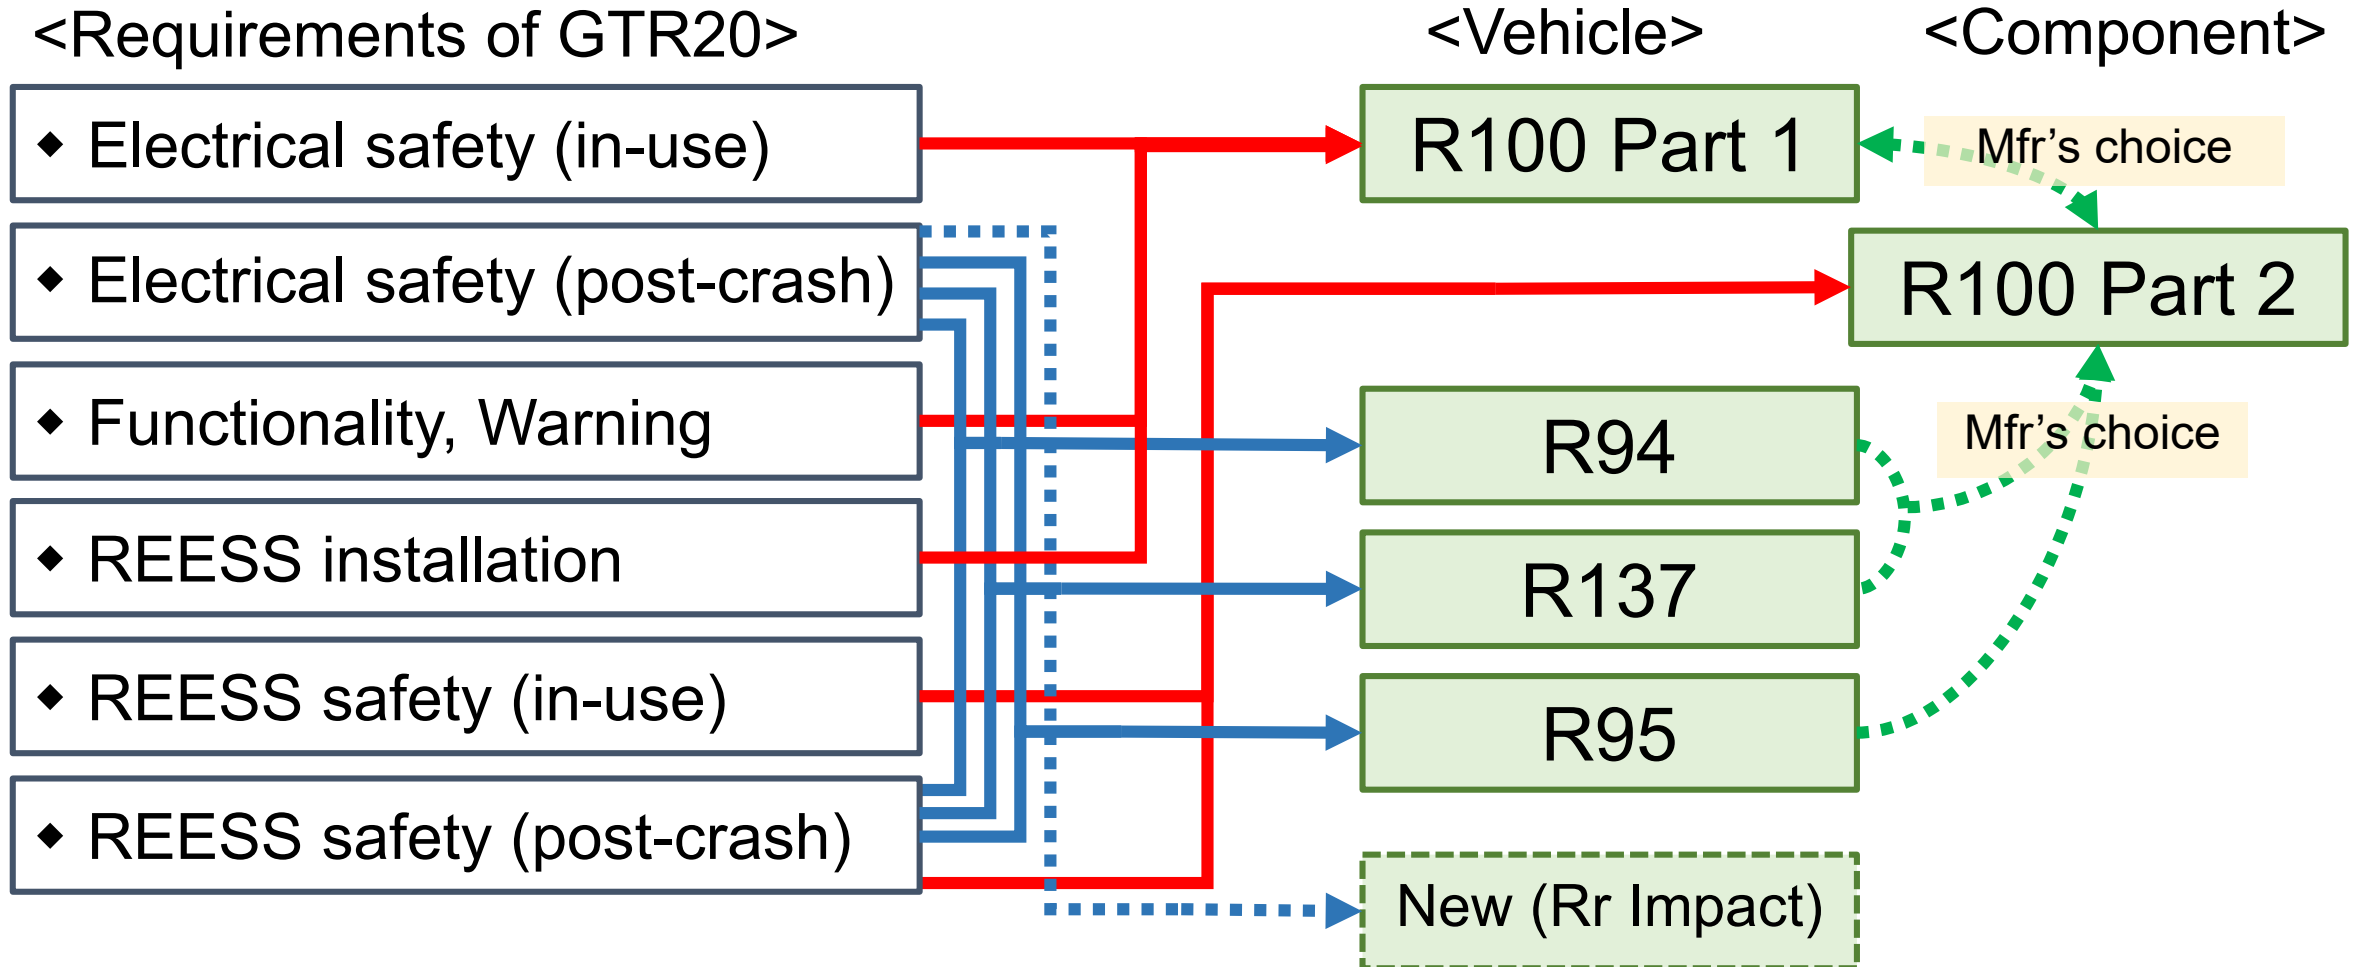 <Requirements of GTR20>
<Vehicle>
<Component>
◆ Electrical safety (in-use)
◆ Electrical safety (post-crash)
◆ Functionality, Warning
◆ REESS installation
◆ REESS safety (in-use)
◆ REESS safety (post-crash)
R100 Part 1
Mfr’s choice
R100 Part 2
R94
Mfr’s choice
R137
R95
New (Rr Impact)